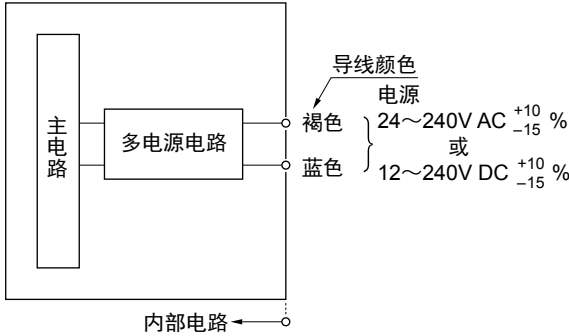 导线颜色
电源
主电路
多电源电路
褐色
24～240V AC +10 −15 %
或
蓝色
12～240V DC +10 −15 %
内部电路